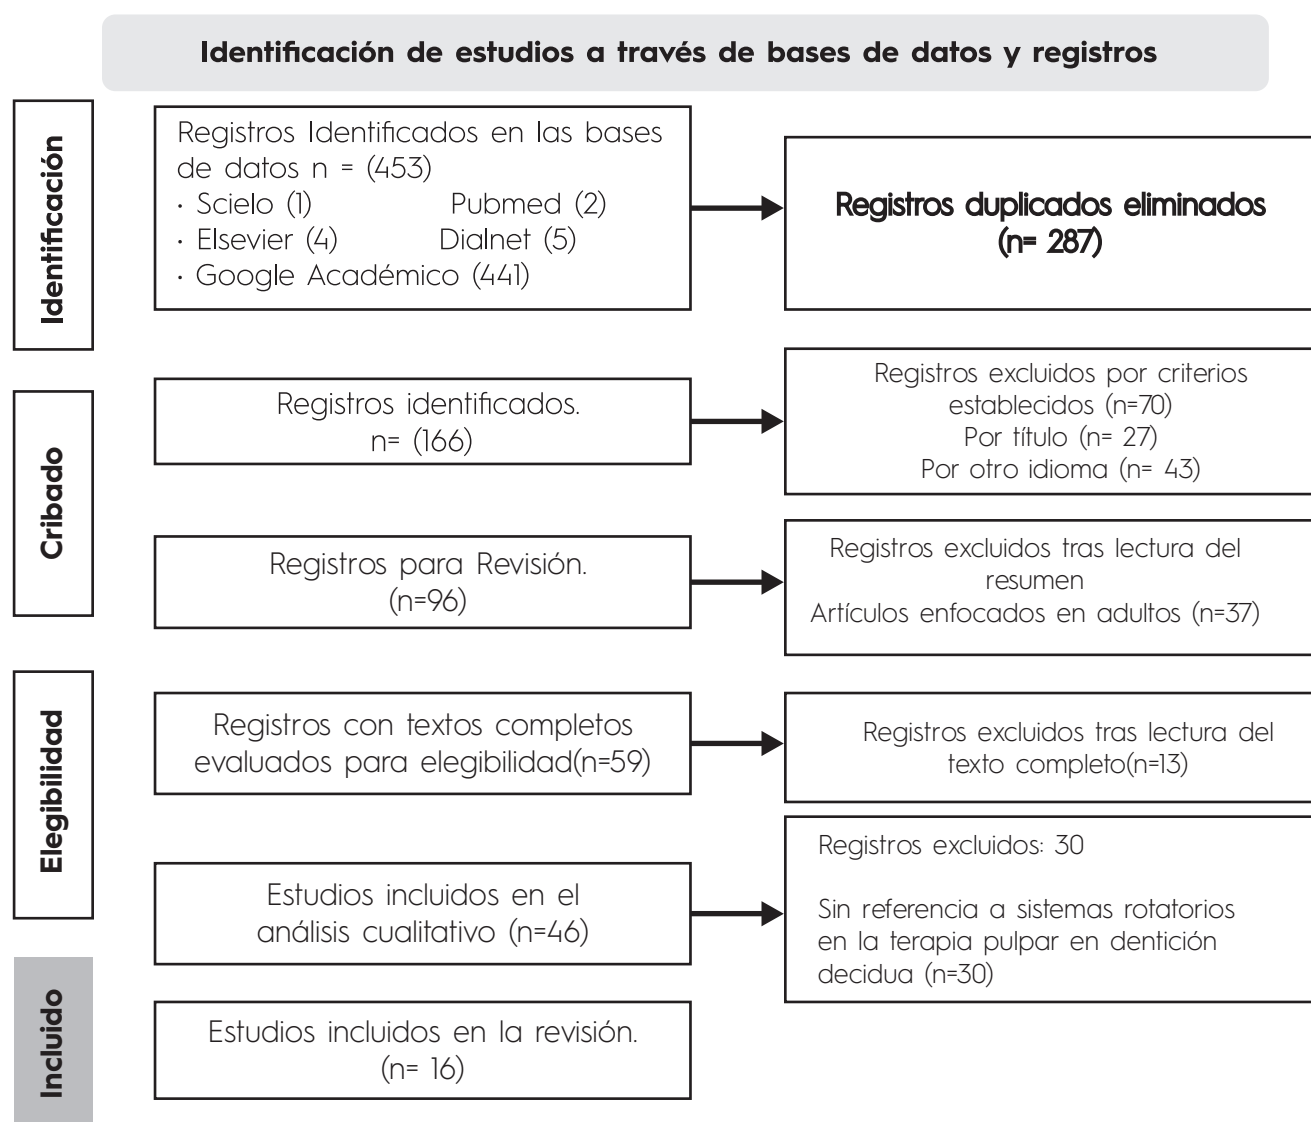 Identificación de estudios a través de bases de datos y registros
Identificación
Registros Identificados en las bases
de datos n = (453)
· Scielo (1) Pubmed (2)
· Elsevier (4) Dialnet (5)
· Google Académico (441)
Registros duplicados eliminados
(n= 287)
Cribado
Registros identificados.
n= (166)
Registros excluidos por criterios
establecidos (n=70)
Por título (n= 27)
Por otro idioma (n= 43)
Registros para Revisión.
(n=96)
Registros excluidos tras lectura del
resumen
Artículos enfocados en adultos (n=37)
Elegibilidad
Registros con textos completos
evaluados para elegibilidad(n=59)
Registros excluidos tras lectura del
texto completo(n=13)
Estudios incluidos en el
análisis cualitativo (n=46)
Registros excluidos: 30
Sin referencia a sistemas rotatorios
en la terapia pulpar en dentición
decidua (n=30)
Incluido
Estudios incluidos en la revisión.
(n= 16)